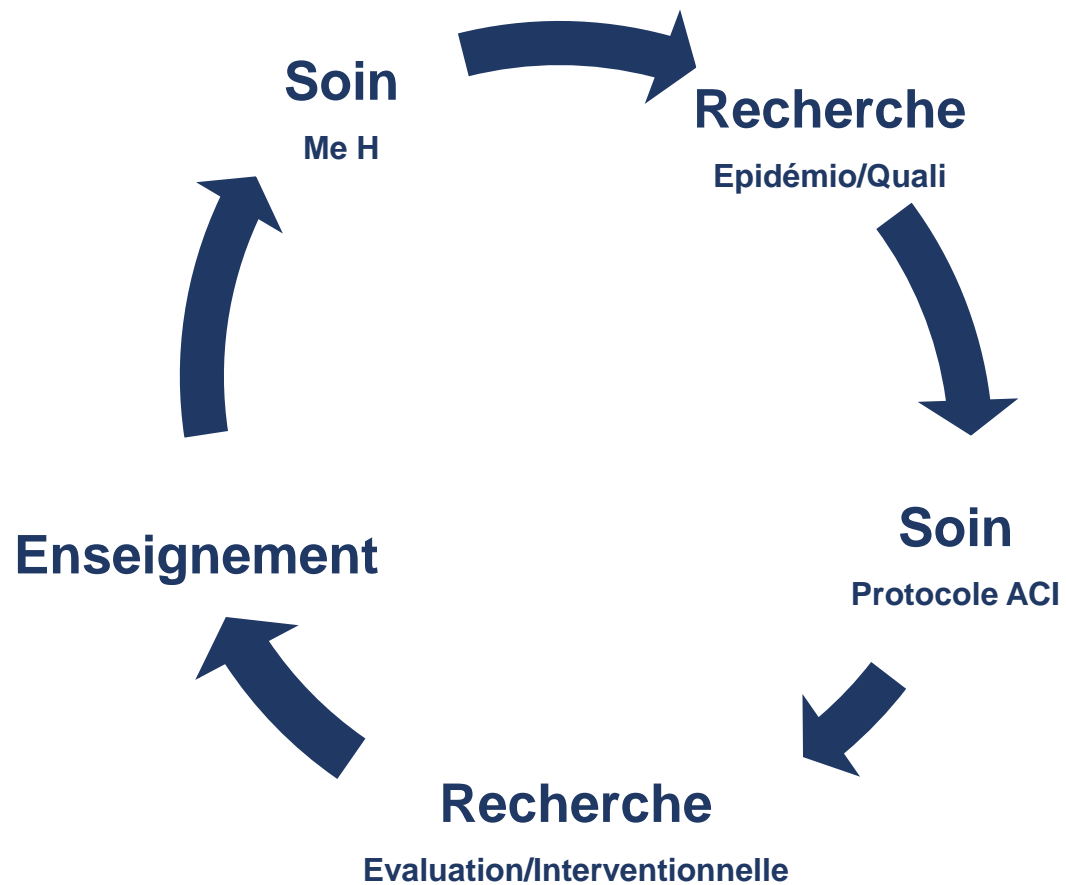 Soin
Me H
Recherche
Epidémio/Quali
Soin
Protocole ACI
Recherche
Evaluation/Interventionnelle
Enseignement